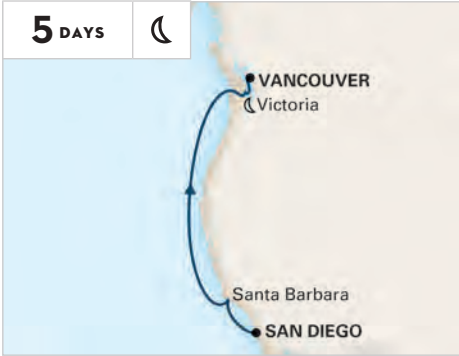 5 DAYS
VANCOUVER
Victoria
Santa Barbara
SAN DIEGO